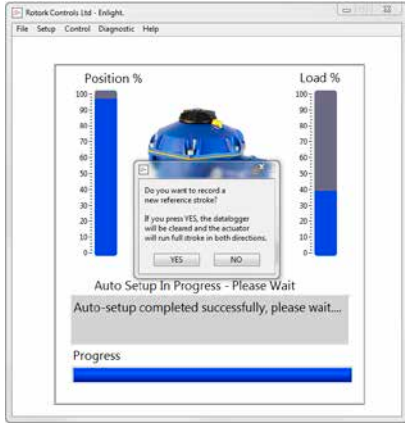 Rotork Controls Ltd - Enlight.
File Setup Control Diagnostic Help
Position %
Load %
100
90
80
70
60
50
40
30
20
10
0
100
90
80
70
60
50
40
30
20
10
0
Do you want to record a
new reference stroke?
If you press YES, the datalogger
will be cleared and the actuator
will run full stroke in both directions.
YES NO
Auto Setup In Progress - Please Wait
Auto-setup completed successfully, please wait....
Progress